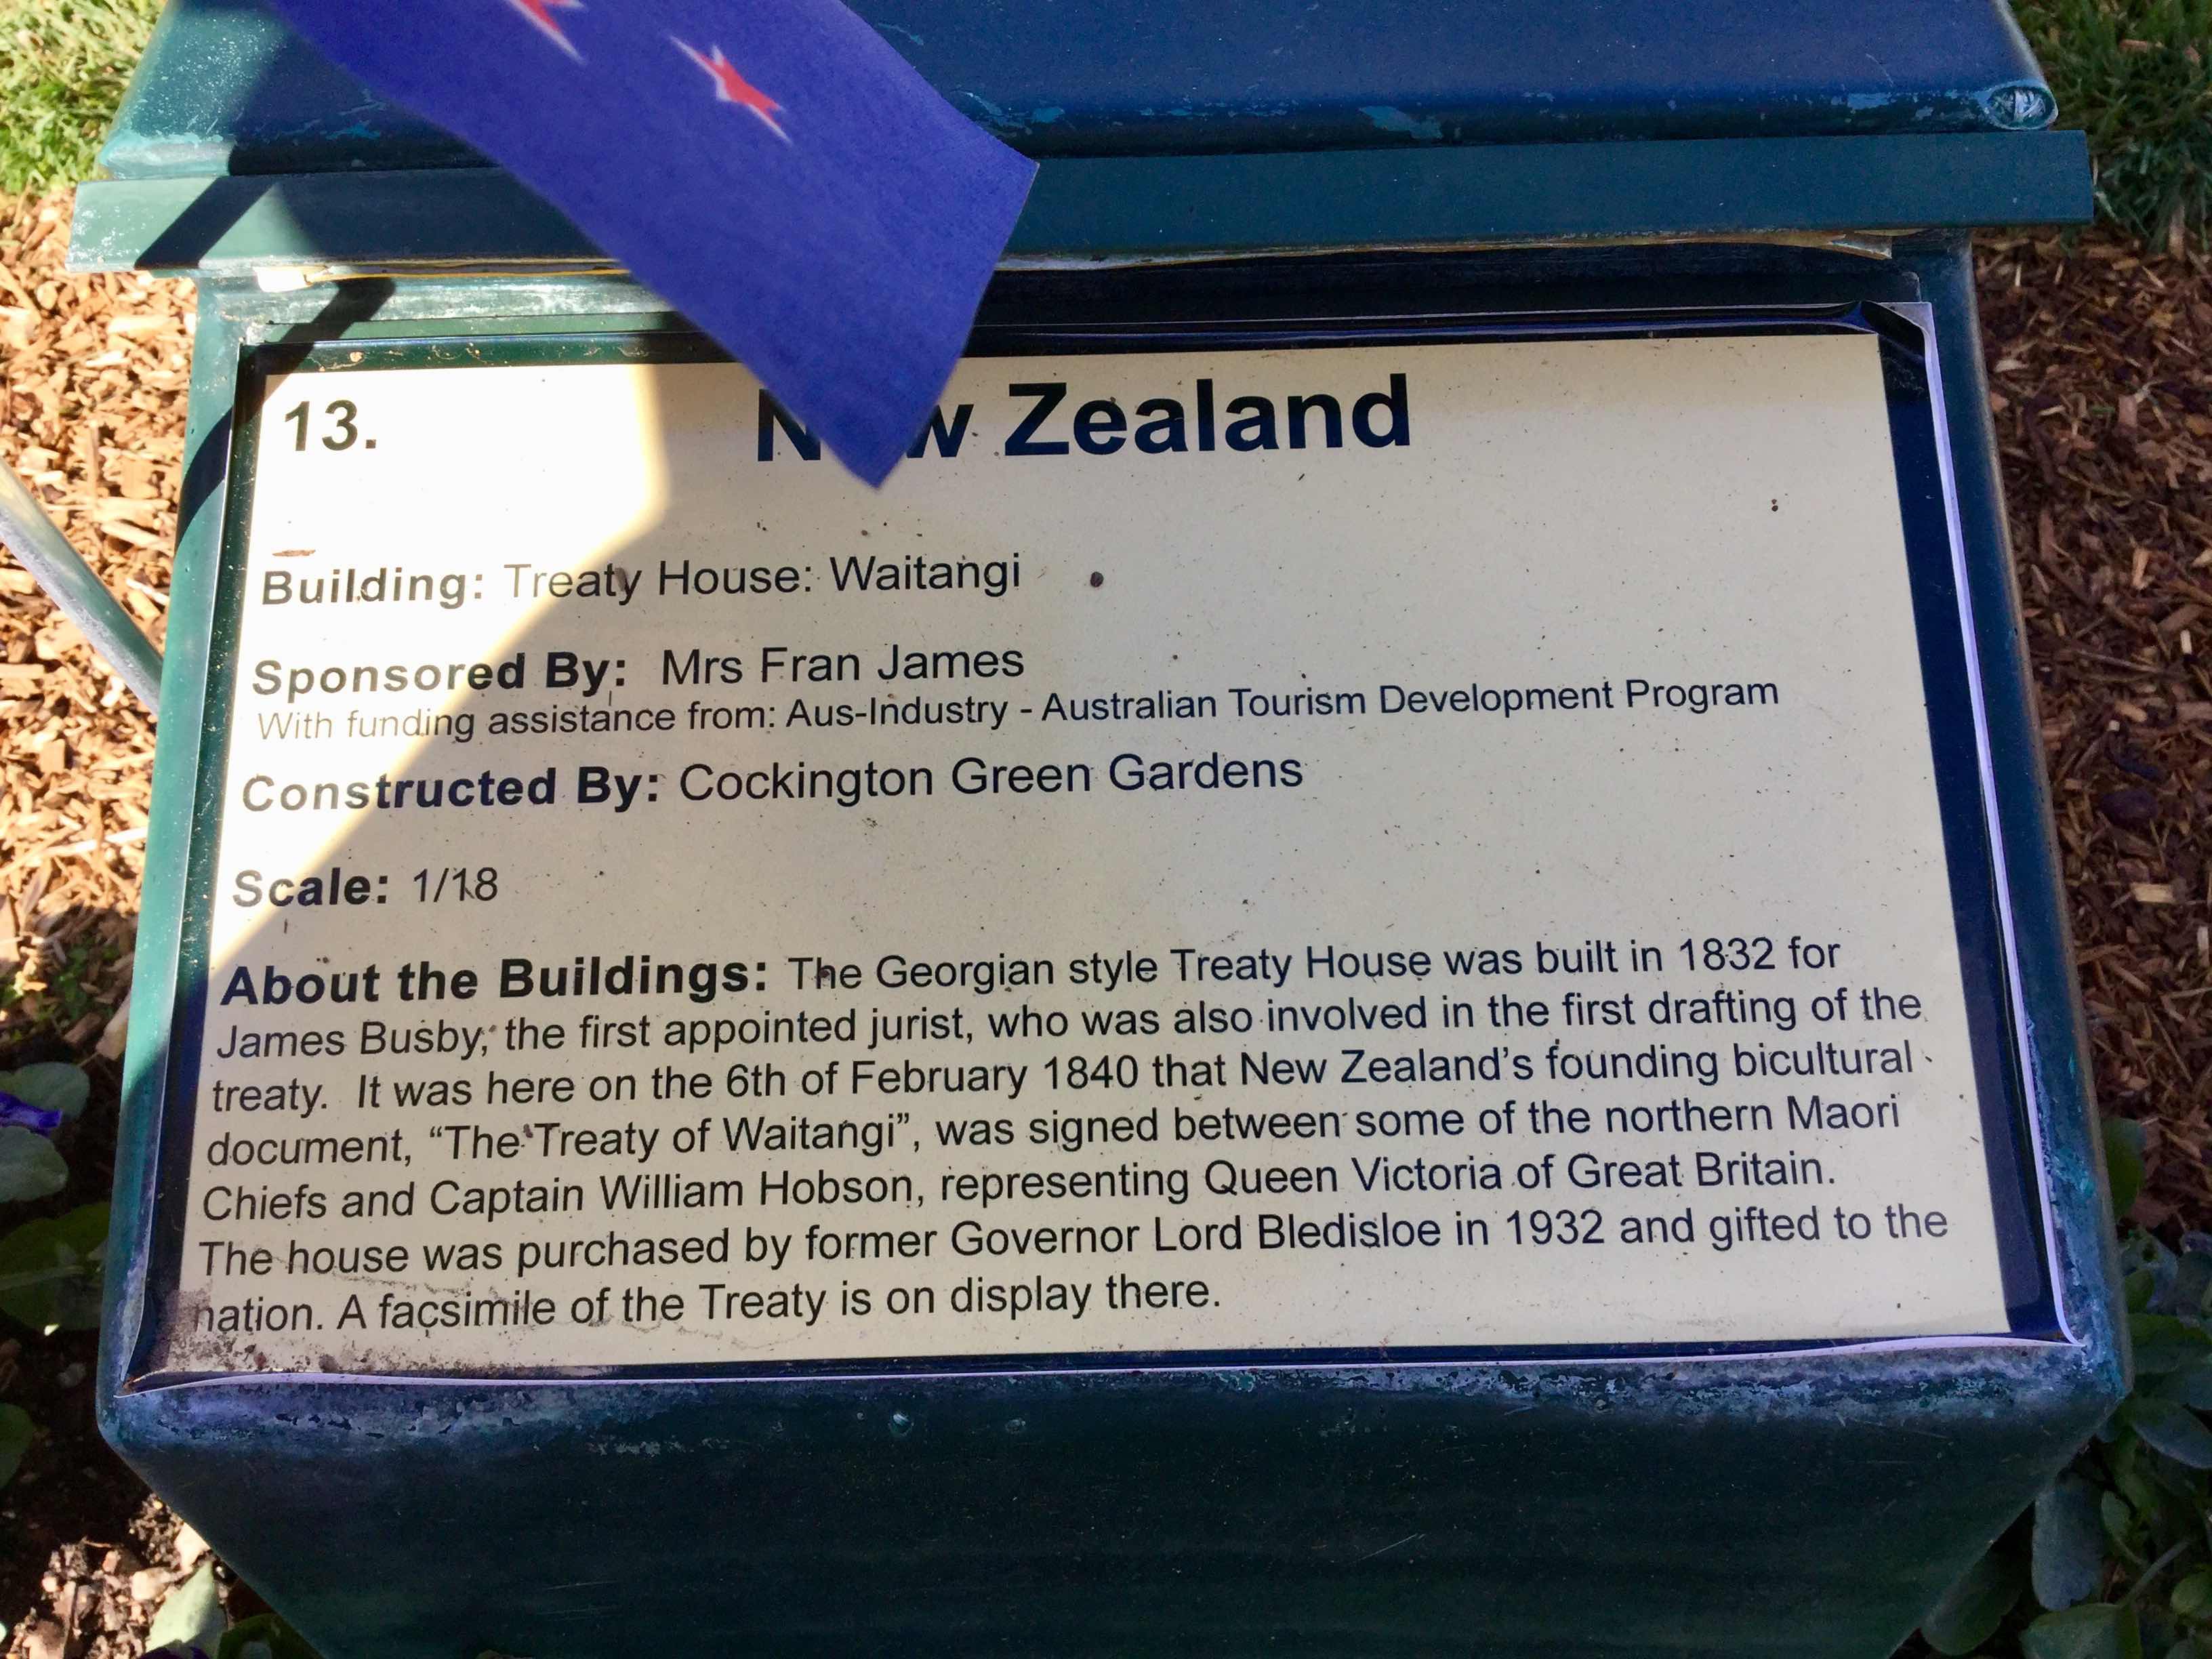 13.
New Zealand
Building: Treaty House: Waitangi
Sponsored By: Mrs Fran James
With funding assistance from: Aus-Industry - Australian Tourism Development Program
Constructed By: Cockington Green Gardens
Scale: 1/18
About the Buildings: The Georgian style Treaty House was built in 1832 for
James Busby, the first appointed jurist, who was also involved in the first drafting of the
treaty. It was here on the 6th of February 1840 that New Zealand's founding bicultural
document, “The Treaty of Waitangi”, was signed between some of the northern Maori
Chiefs and Captain William Hobson, representing Queen Victoria of Great Britain.
The house was purchased by former Governor Lord Bledisloe in 1932 and gifted to the
nation. A facsimile of the Treaty is on display there.